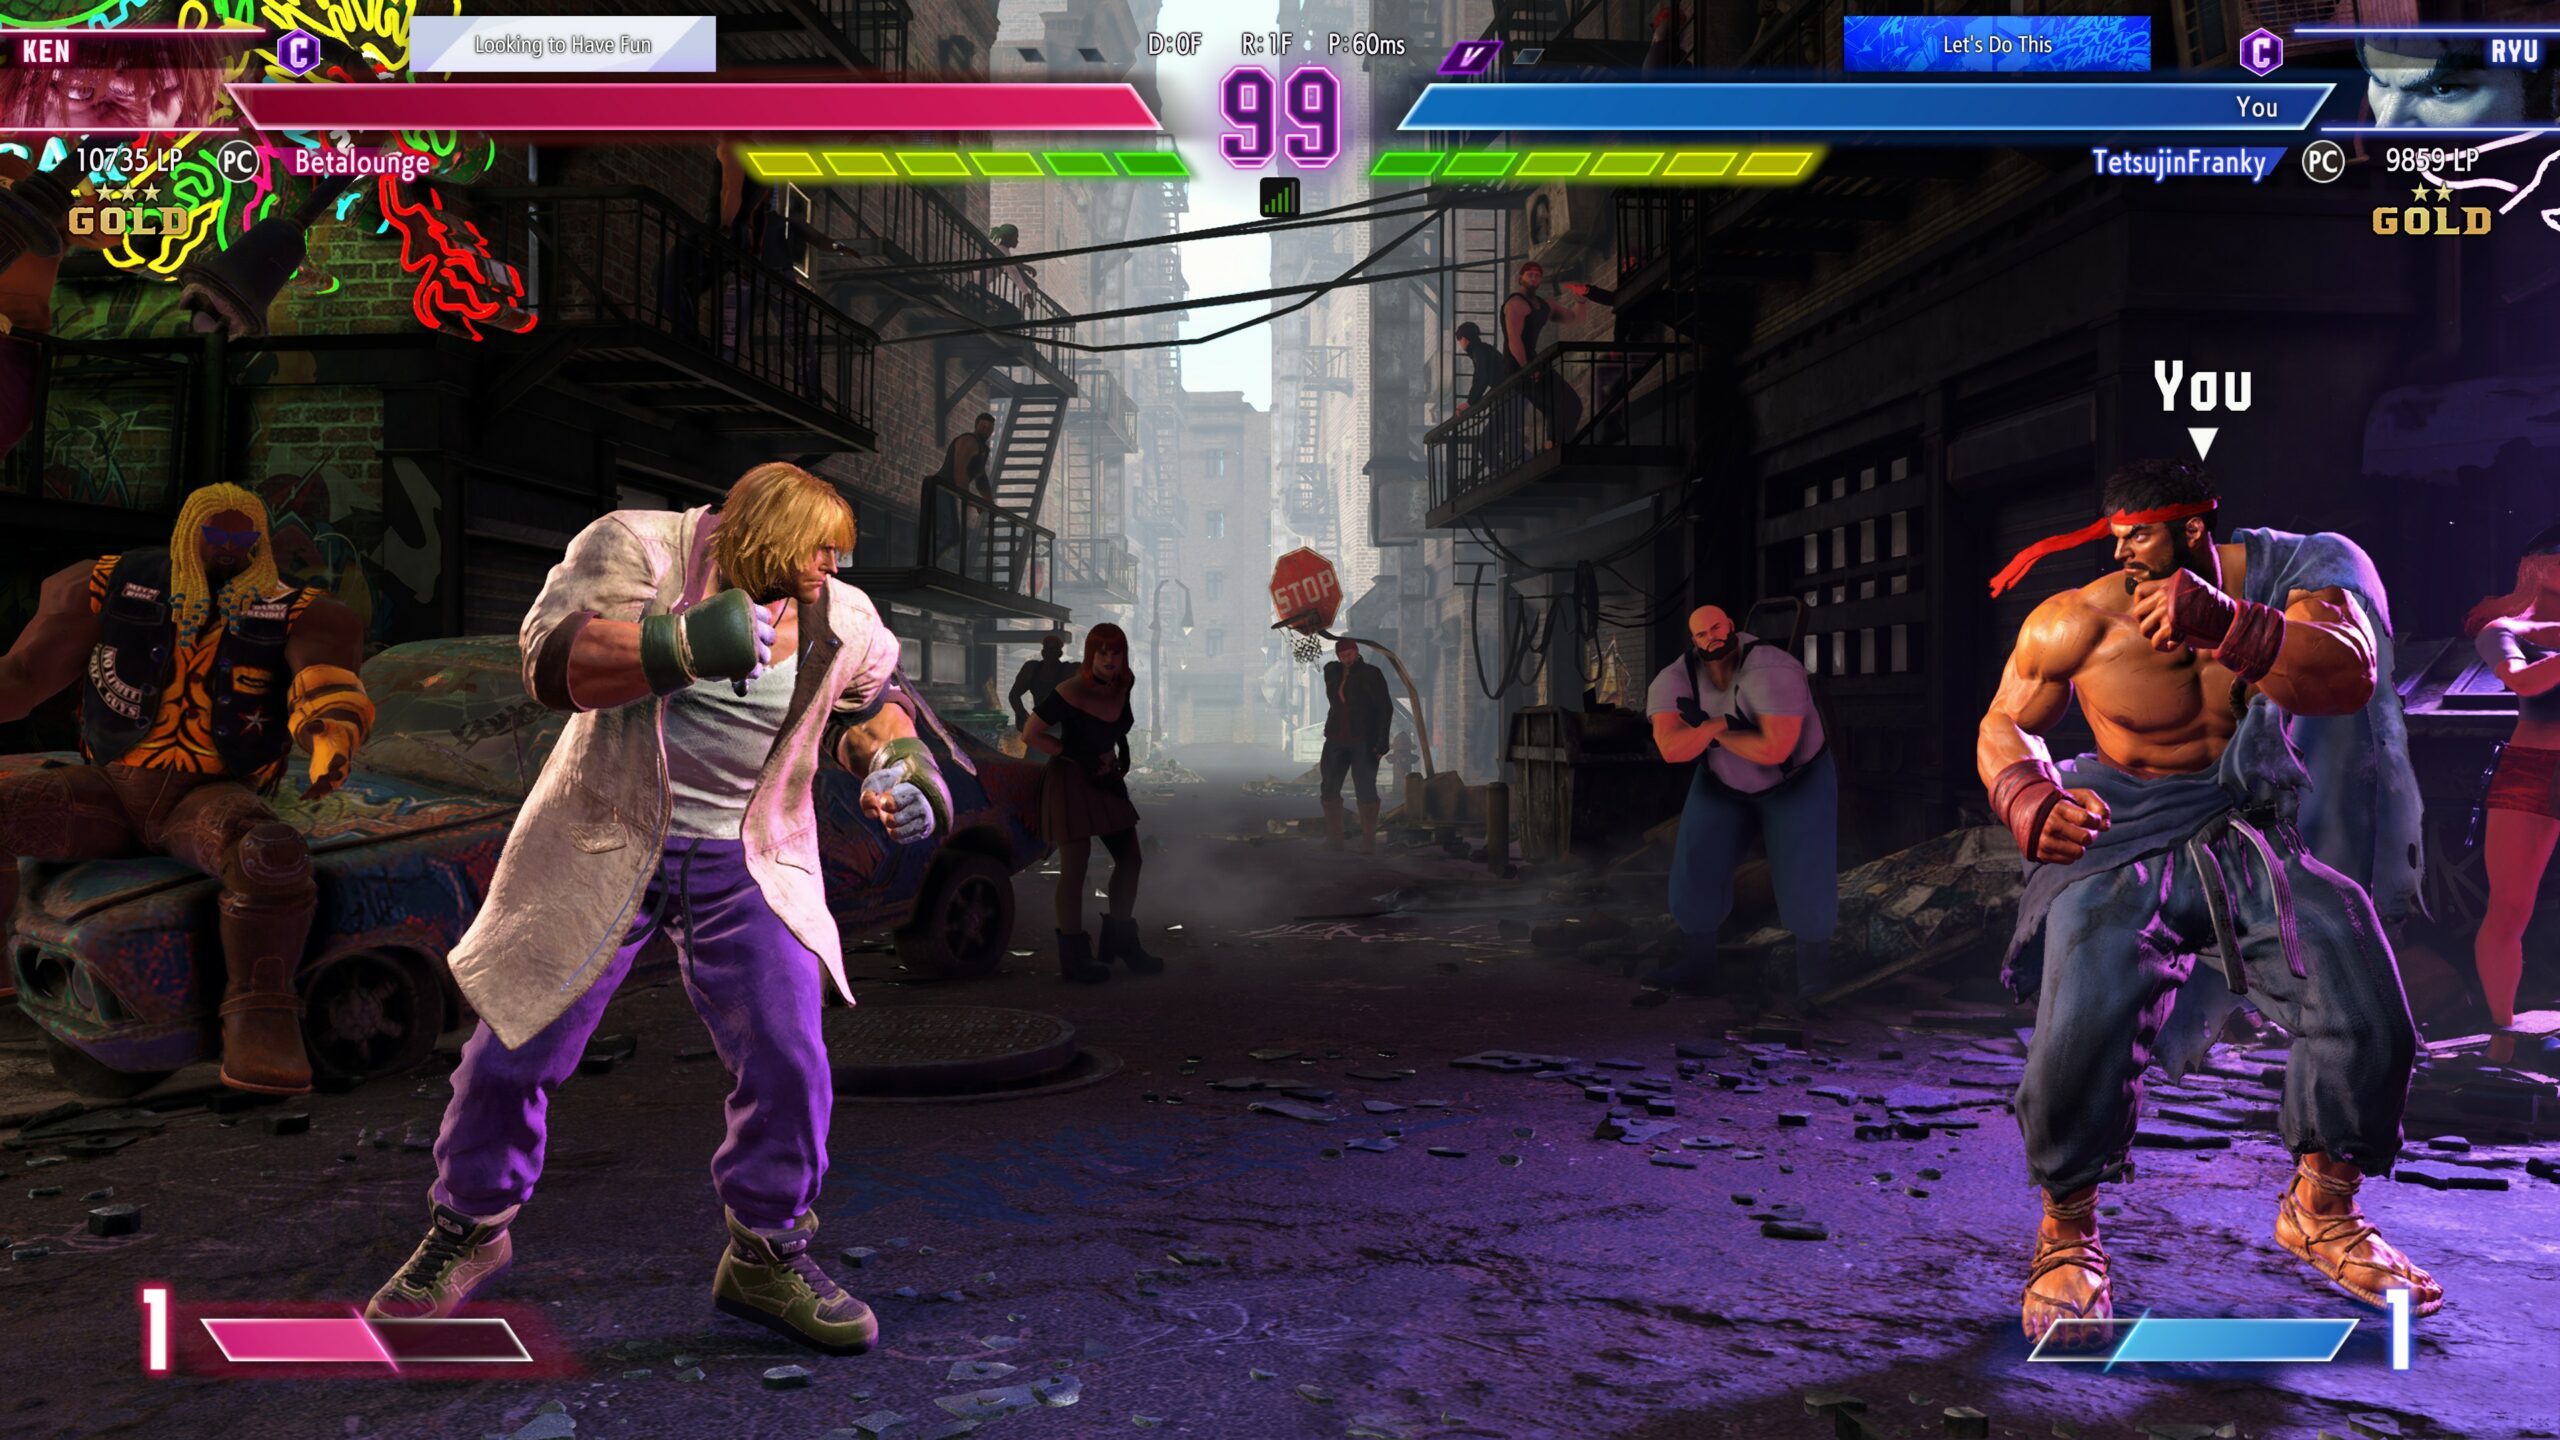 KEN
C
Looking to Have Fun
D:0F R:1F P:60ms
V
Let's Do This
C
RYU
99
You
10735 LP
PC
Betalounge
TetsujinFranky
PC
9859 LP
GOLD
GOLD
You
STOP
1
1